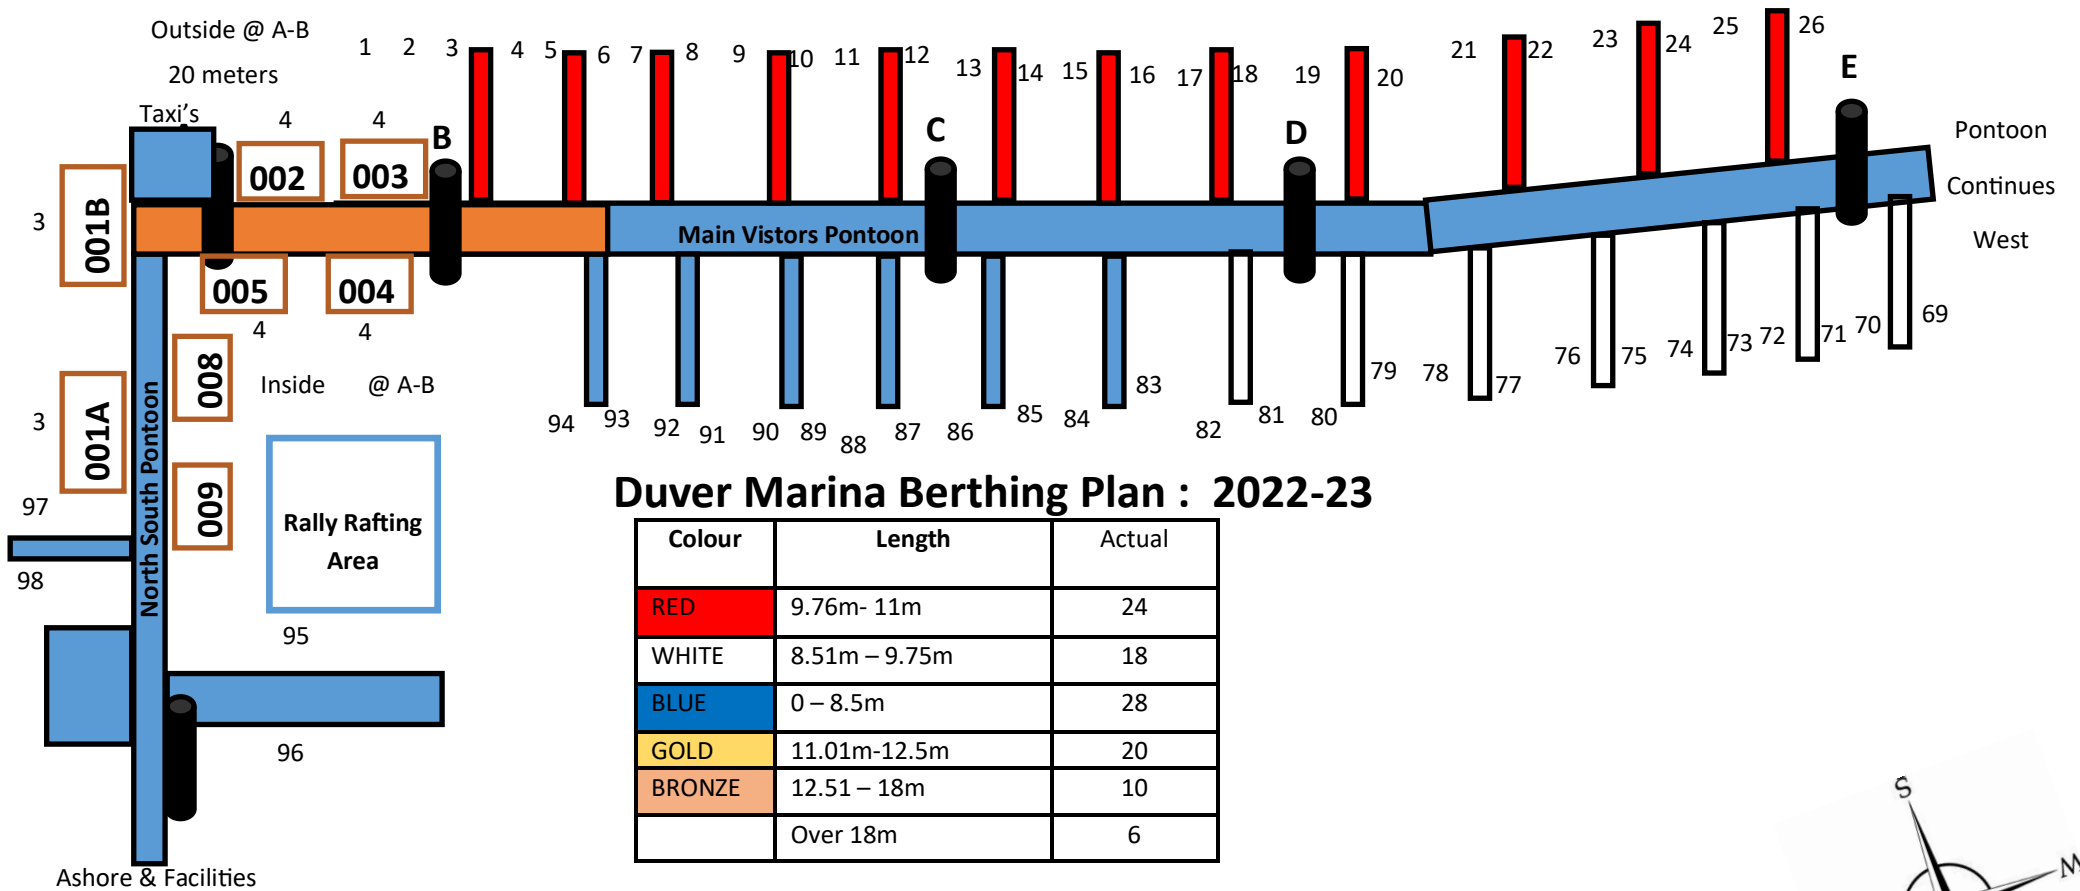 Outside @ A-B
20 meters
Taxi's
1 2 3 4 5 6 7 8 9 10 11 12 13 14 15 16 17 18 19 20 21 22 23 24 25 26
4 4
B C D E
002 003
Pontoon
Continues
West
3
001B
Main Vistors Pontoon
005 004
4 4
008
Inside @ A-B
3
001A
009
North South Pontoon
94 93 92 91 90 89 88 87 86 85 84 83 82 81 80 79 78 77 76 75 74 73 72 71 70 69
97
98
Rally Rafting
Area
95
96
Ashore & Facilities
Duver Marina Berthing Plan : 2022-23
Colour Length Actual
RED 9.76m- 11m 24
WHITE 8.51m – 9.75m 18
BLUE 0 – 8.5m 28
GOLD 11.01m-12.5m 20
BRONZE 12.51 – 18m 10
Over 18m 6
S
W